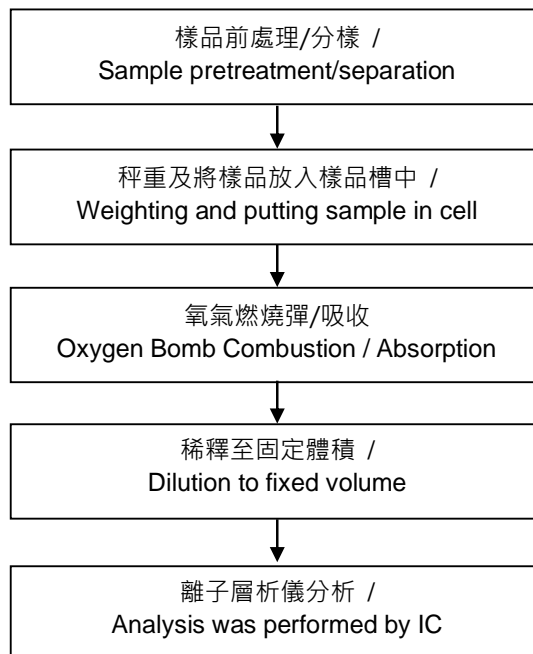 樣品前處理/分樣 /
Sample pretreatment/separation
秤重及將樣品放入樣品槽中 /
Weighting and putting sample in cell
氧氣燃燒彈/吸收
Oxygen Bomb Combustion / Absorption
稀釋至固定體積 /
Dilution to fixed volume
離子層析儀分析 /
Analysis was performed by IC